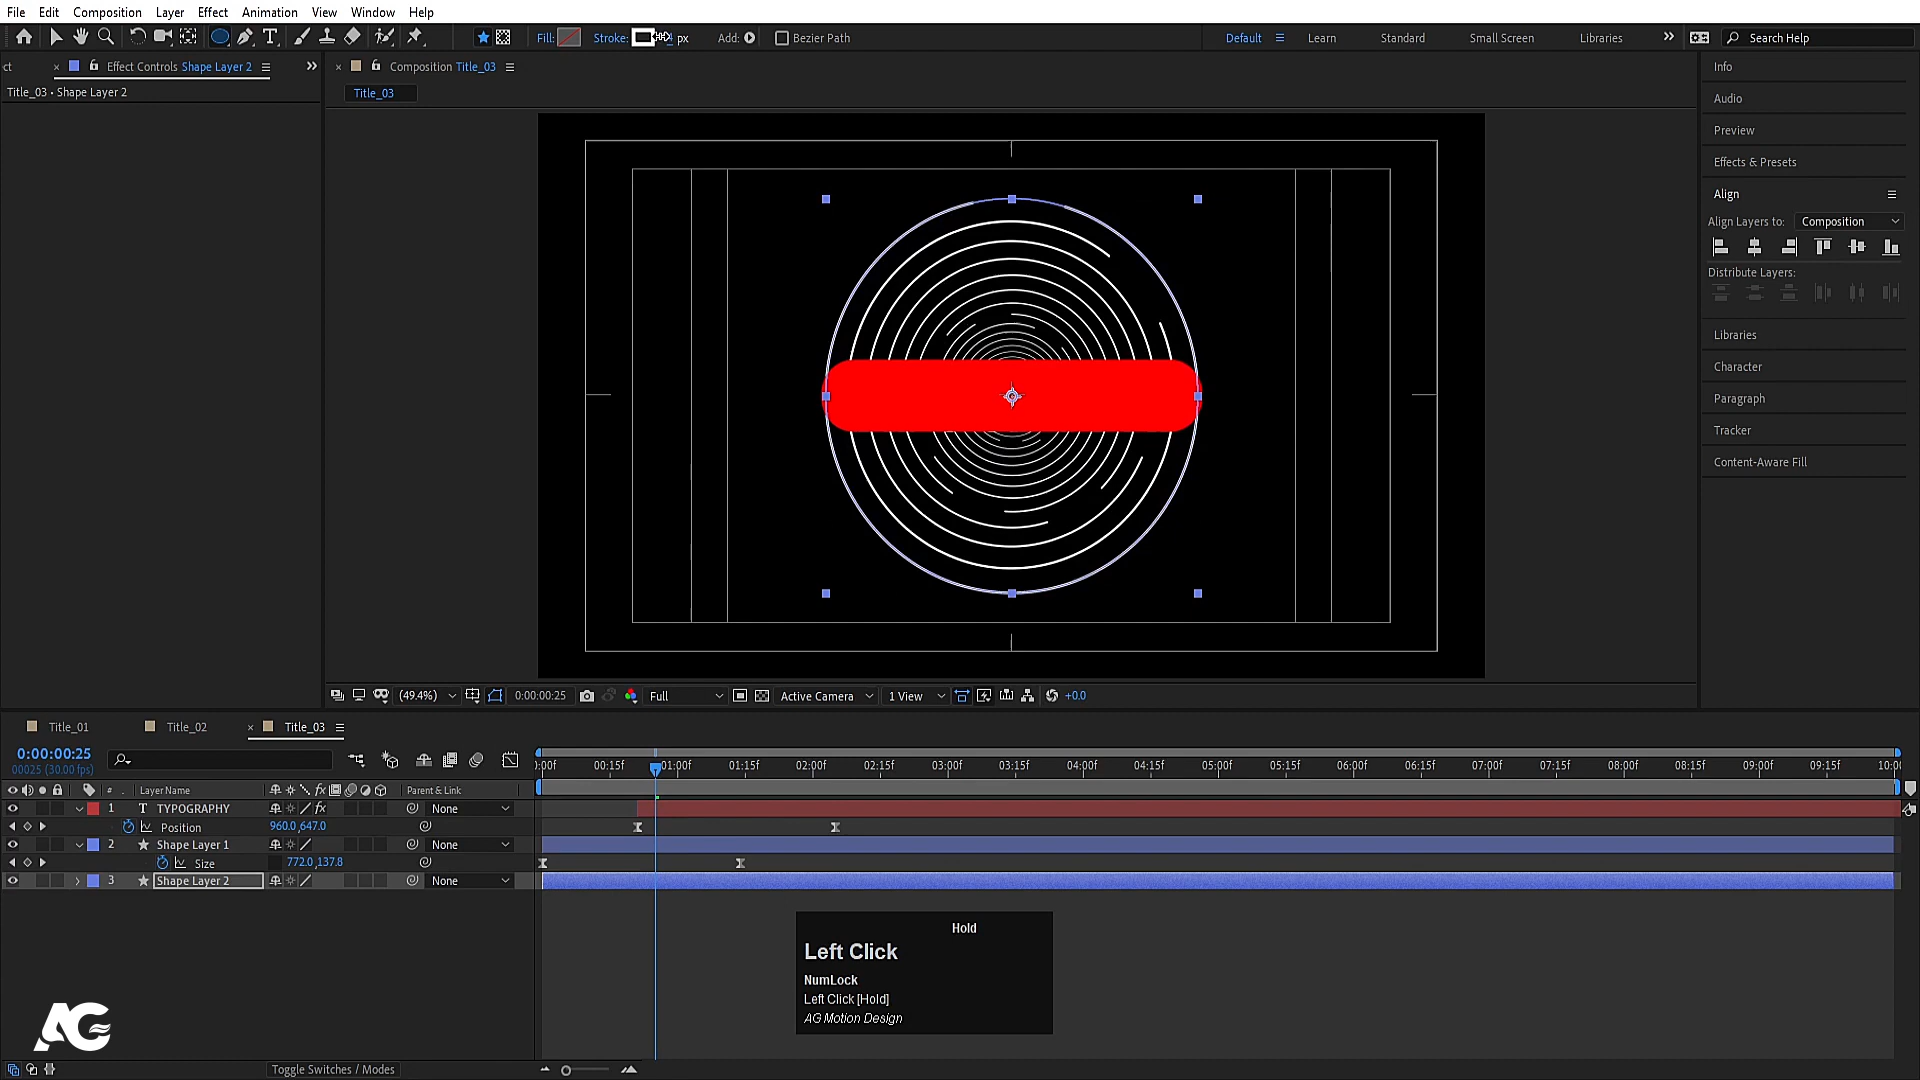 File Edit Composition Layer Effect Animation View Window Help
Fill: Stroke: px Add: Bezier Path Default Learn Standard Small Screen Libraries Search Help
ct Effect Controls Shape Layer 2 Composition Title_03 Info
Title_03 • Shape Layer 2 Title_03
Audio
Preview
Effects & Presets
Align
Align Layers to: Composition
Distribute Layers:
Libraries
Character
Paragraph
Tracker
Content-Aware Fill
(49.4%) 0:00:00:25 Full Active Camera 1 View +0.0
Title_01 Title_02 Title_03
0:00:00:25
00025 (30.00 fps)
):00f 00:15f 01:00f 01:15f 02:00f 02:15f 03:00f 03:15f 04:00f 04:15f 05:00f 05:15f 06:00f 06:15f 07:00f 07:15f 08:00f 08:15f 09:00f 09:15f 10:0
# Layer Name fx Parent & Link
1 T TYPOGRAPHY fx None
Position 960.0,647.0
2 Shape Layer 1 None
Size 772.0,137.8
3 Shape Layer 2 None
Hold
Left Click
NumLock
Left Click [Hold]
AG Motion Design
AG
Toggle Switches / Modes